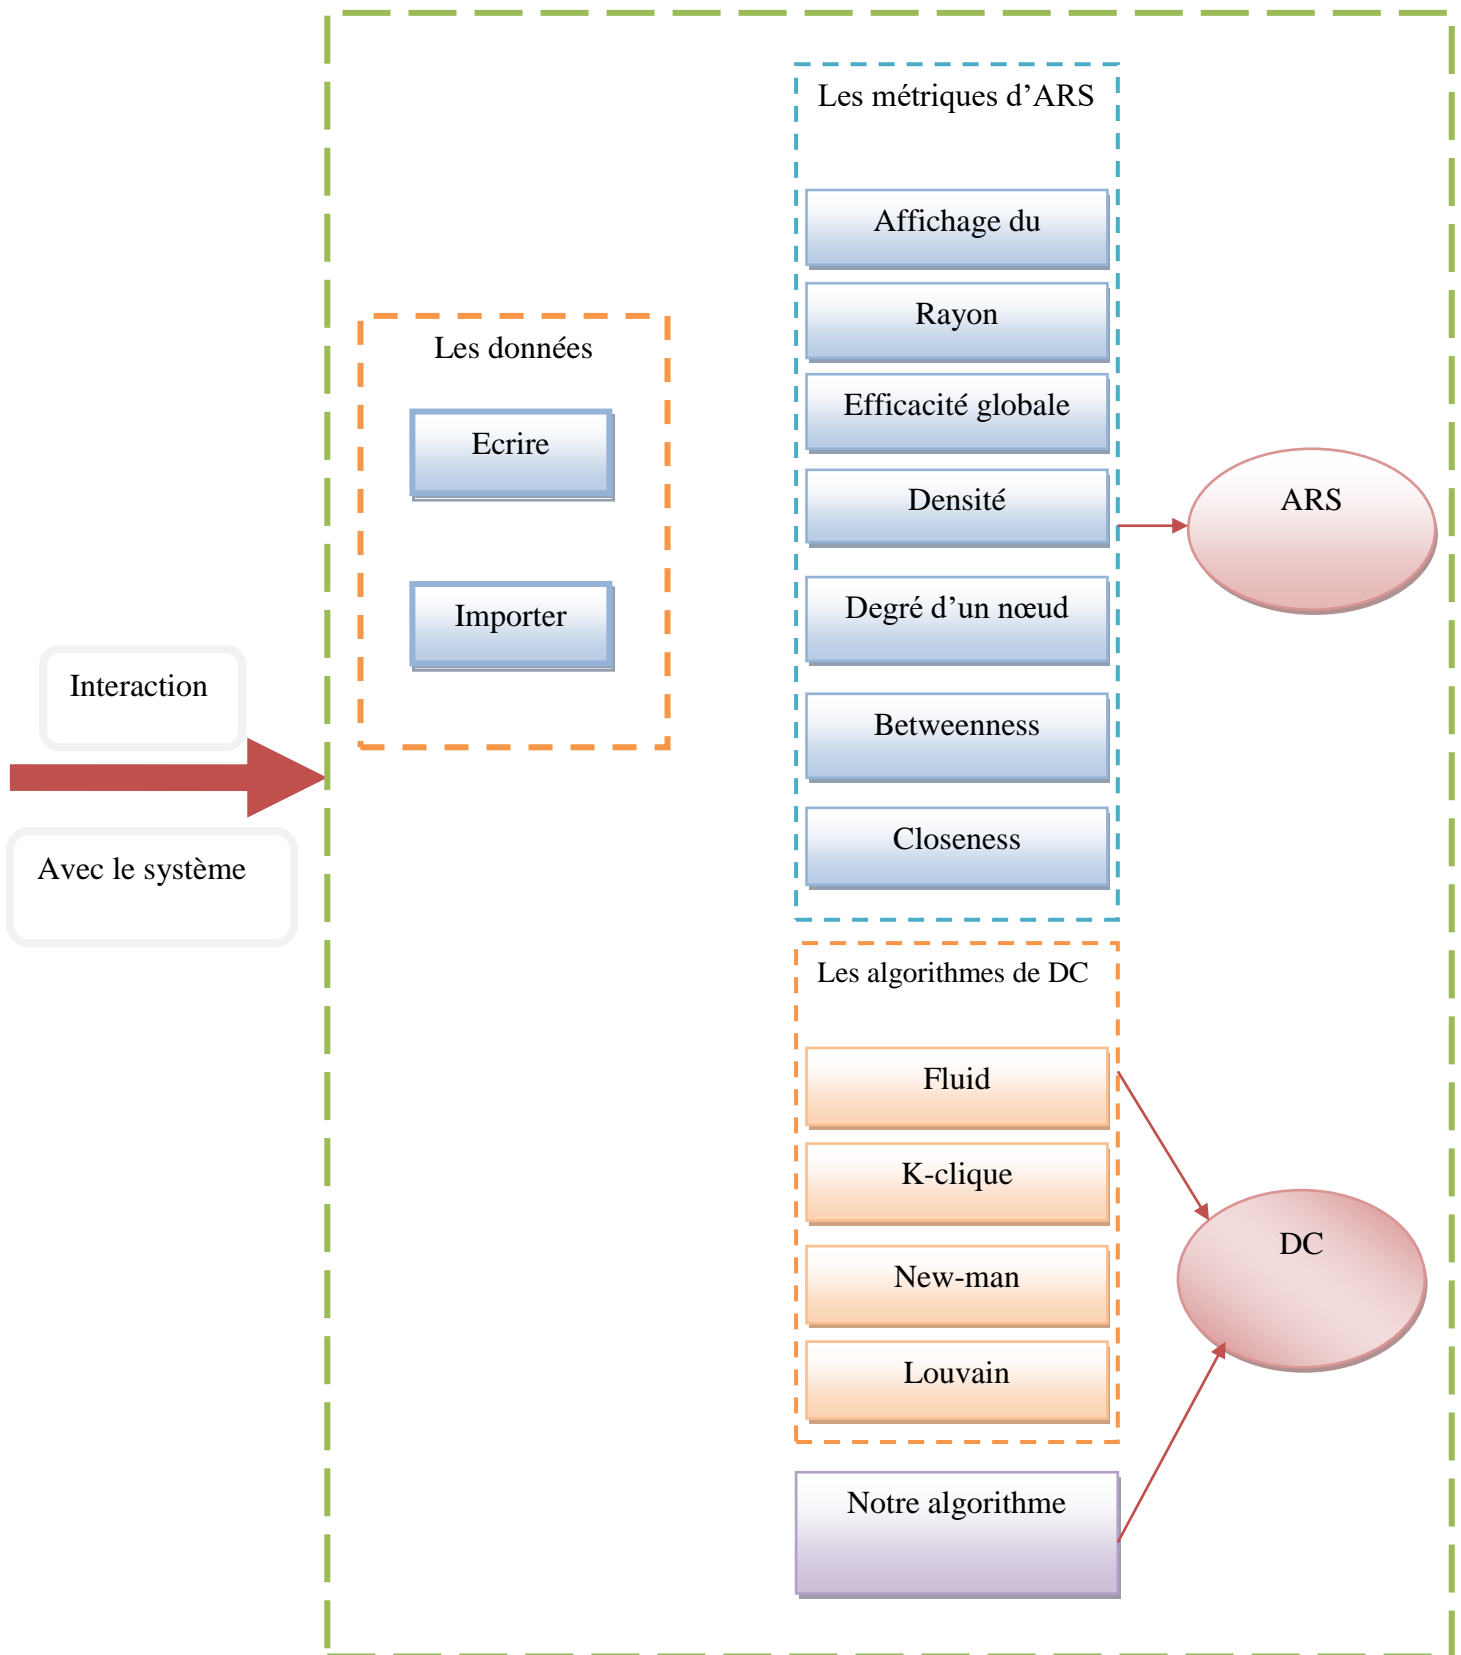 Interaction
Avec le système
Les données
Ecrire
Importer
Les métriques d’ARS
Affichage du
Rayon
Efficacité globale
Densité
Degré d’un nœud
Betweenness
Closeness
ARS
Les algorithmes de DC
Fluid
K-clique
New-man
Louvain
Notre algorithme
DC